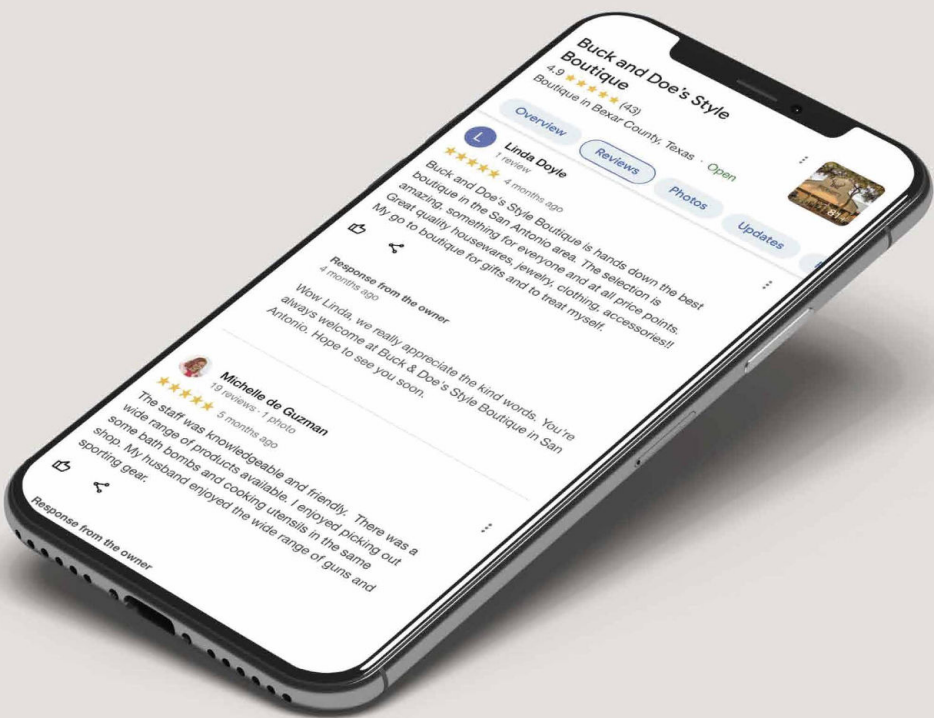 Buck and Doe's Style
Boutique
4.9 ★★★★★ (43)
Boutique in Bexar County, Texas · Open
Overview
Reviews
Photos
Updates
L
Linda Doyle
1 review
★★★★★ 4 months ago
Buck and Doe's Style Boutique is hands down the best
boutique in the San Antonio area. The selection is
amazing, something for everyone and at all price points.
Great quality housewares, jewelry, clothing, accessories!!
My go to boutique for gifts and to treat myself.
Response from the owner
4 months ago
Wow Linda, we really appreciate the kind words. You're
always welcome at Buck & Doe's Style Boutique in San
Antonio. Hope to see you soon.
Michelle de Guzman
19 reviews · 1 photo
★★★★★ 5 months ago
The staff was knowledgeable and friendly. There was a
wide range of products available. I enjoyed picking out
some bath bombs and cooking utensils in the same
shop. My husband enjoyed the wide range of guns and
sporting gear.
Response from the owner